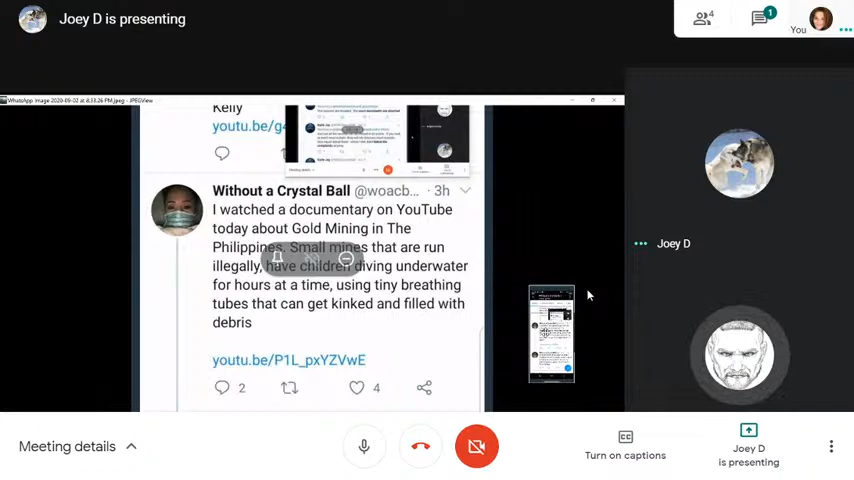 Joey D is presenting
4
1
You
WhatsApp Image 2020-09-02 at 8.33.26 PM.jpeg - JPEGView
Kelly
youtu.be/g4
Without a Crystal Ball @woacb... · 3h
I watched a documentary on YouTube
today about Gold Mining in The
Philippines. Small mines that are run
illegally, have children diving underwater
for hours at a time, using tiny breathing
tubes that can get kinked and filled with
debris
youtu.be/P1L_pxYZVwE
2
4
Joey D
Meeting details
Turn on captions
Joey D
is presenting